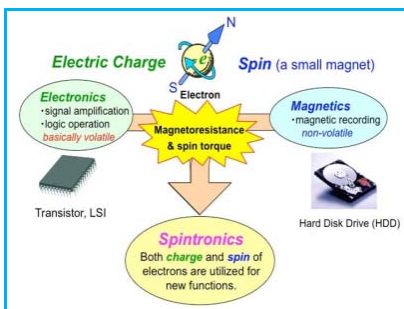 N
Electric Charge
e
Spin (a small magnet)
S
Electron
Electronics
•signal amplification
•logic operation
basically volatile
Magnetoresistance
& spin torque
Magnetics
•magnetic recording
non-volatile
Transistor, LSI
Hard Disk Drive (HDD)
Spintronics
Both charge and spin of
electrons are utilized for
new functions.